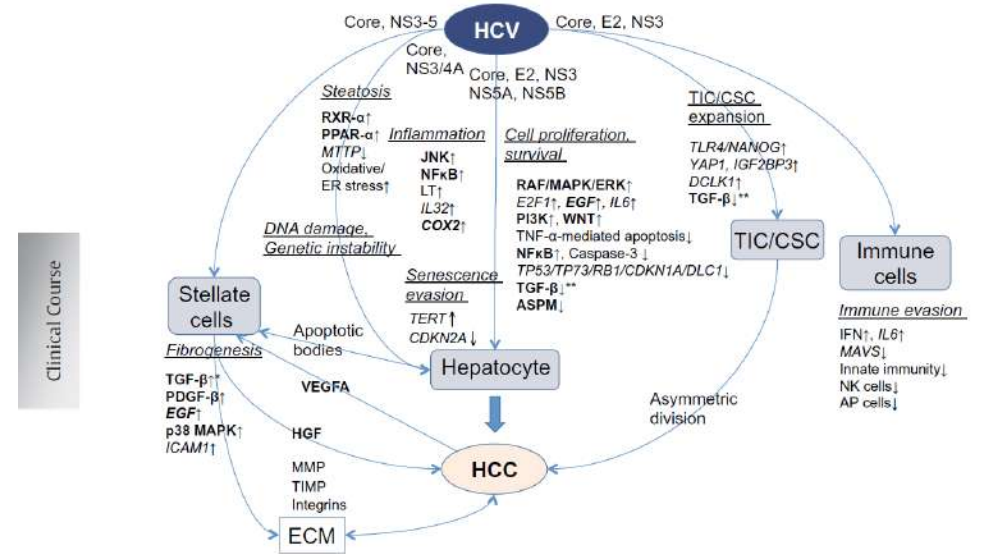 Core, NS3-5
HCV
Core, E2, NS3
Core,
NS3/4A
Core, E2, NS3
NS5A, NS5B
Steatosis
RXR-α↑
PPAR-α↑
MTTP↓
Oxidative/
ER stress↑
Inflammation
JNK↑
NFκB↑
LT↑
IL32↑
COX2↑
Cell proliferation,
survival
RAF/MAPK/ERK↑
E2F1↑, EGF↑, IL6↑
PI3K↑, WNT↑
TNF-α-mediated apoptosis↓
NFκB↑, Caspase-3 ↓
TP53/TP73/RB1/CDKN1A/DLC1↓
TGF-β↓**
ASPM↓
TIC/CSC
expansion
TLR4/NANOG↑
YAP1, IGF2BP3↑
DCLK1↑
TGF-β↓**
TIC/CSC
Immune
cells
Immune evasion
IFN↑, IL6↑
MAVS↓
Innate immunity↓
NK cells↓
AP cells↓
DNA damage,
Genetic instability
Senescence
evasion
TERT↑
CDKN2A↓
Clinical Course
Stellate
cells
Fibrogenesis
TGF-β↑*
PDGF-β↑
EGF↑
p38 MAPK↑
ICAM1↑
Apoptotic
bodies
Hepatocyte
VEGFA
HGF
Asymmetric
division
HCC
MMP
TIMP
Integrins
ECM